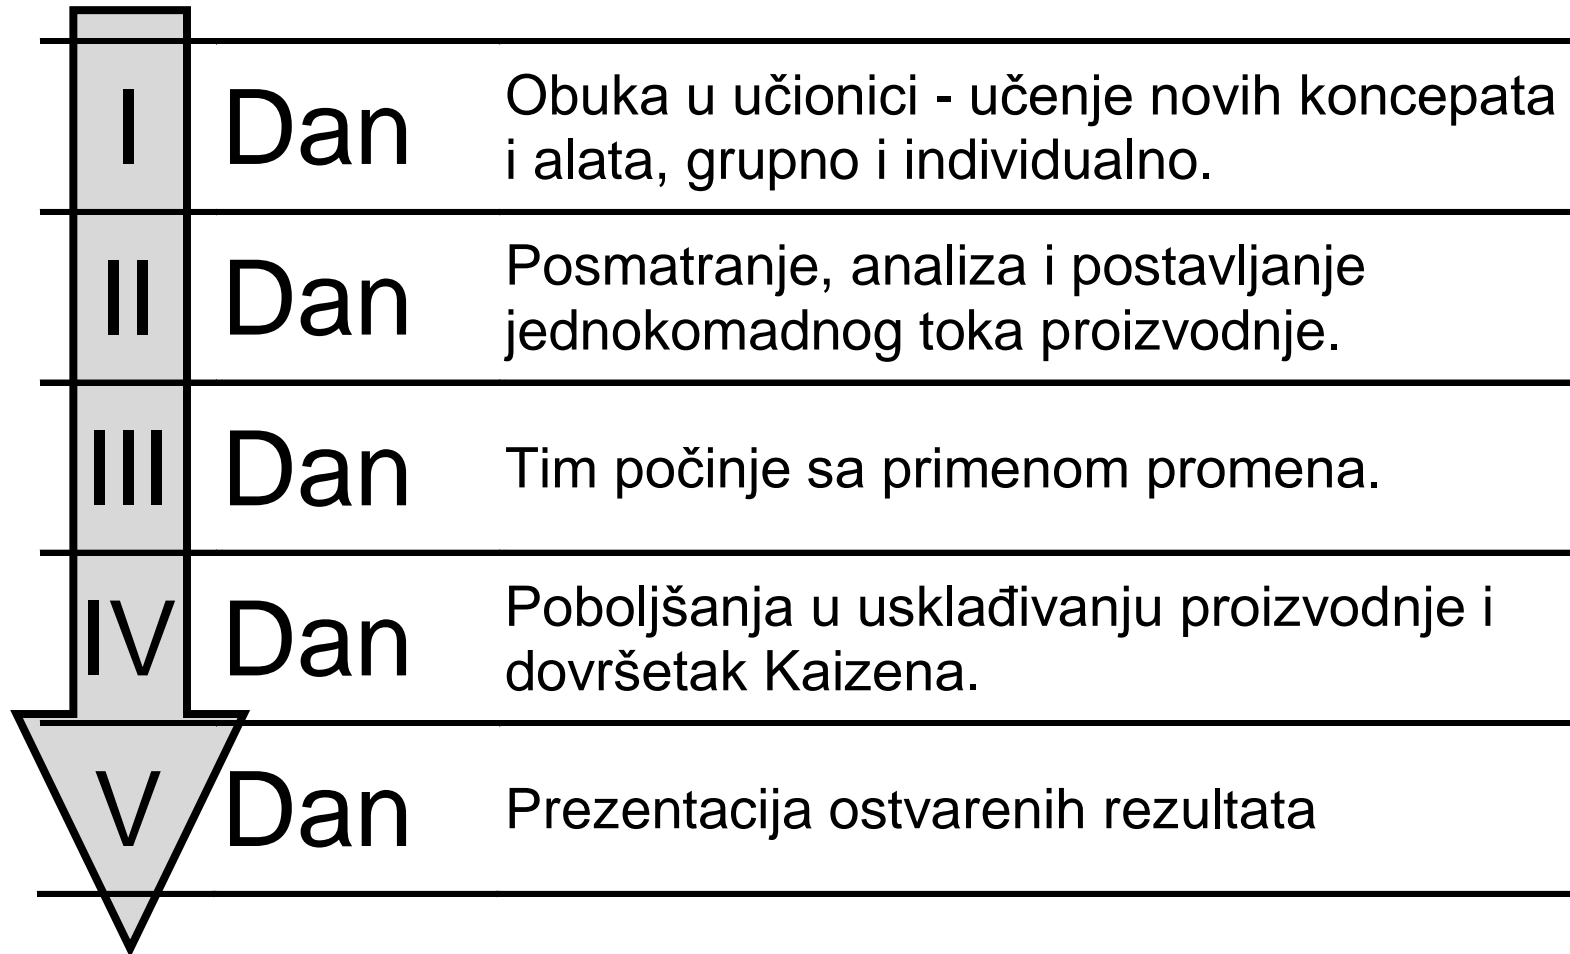 I Dan Obuka u učionici - učenje novih koncepata
i alata, grupno i individualno.
II Dan Posmatranje, analiza i postavljanje
jednokomadnog toka proizvodnje.
III Dan Tim počinje sa primenom promena.
IV Dan Poboljšanja u usklađivanju proizvodnje i
dovršetak Kaizena.
V Dan Prezentacija ostvarenih rezultata